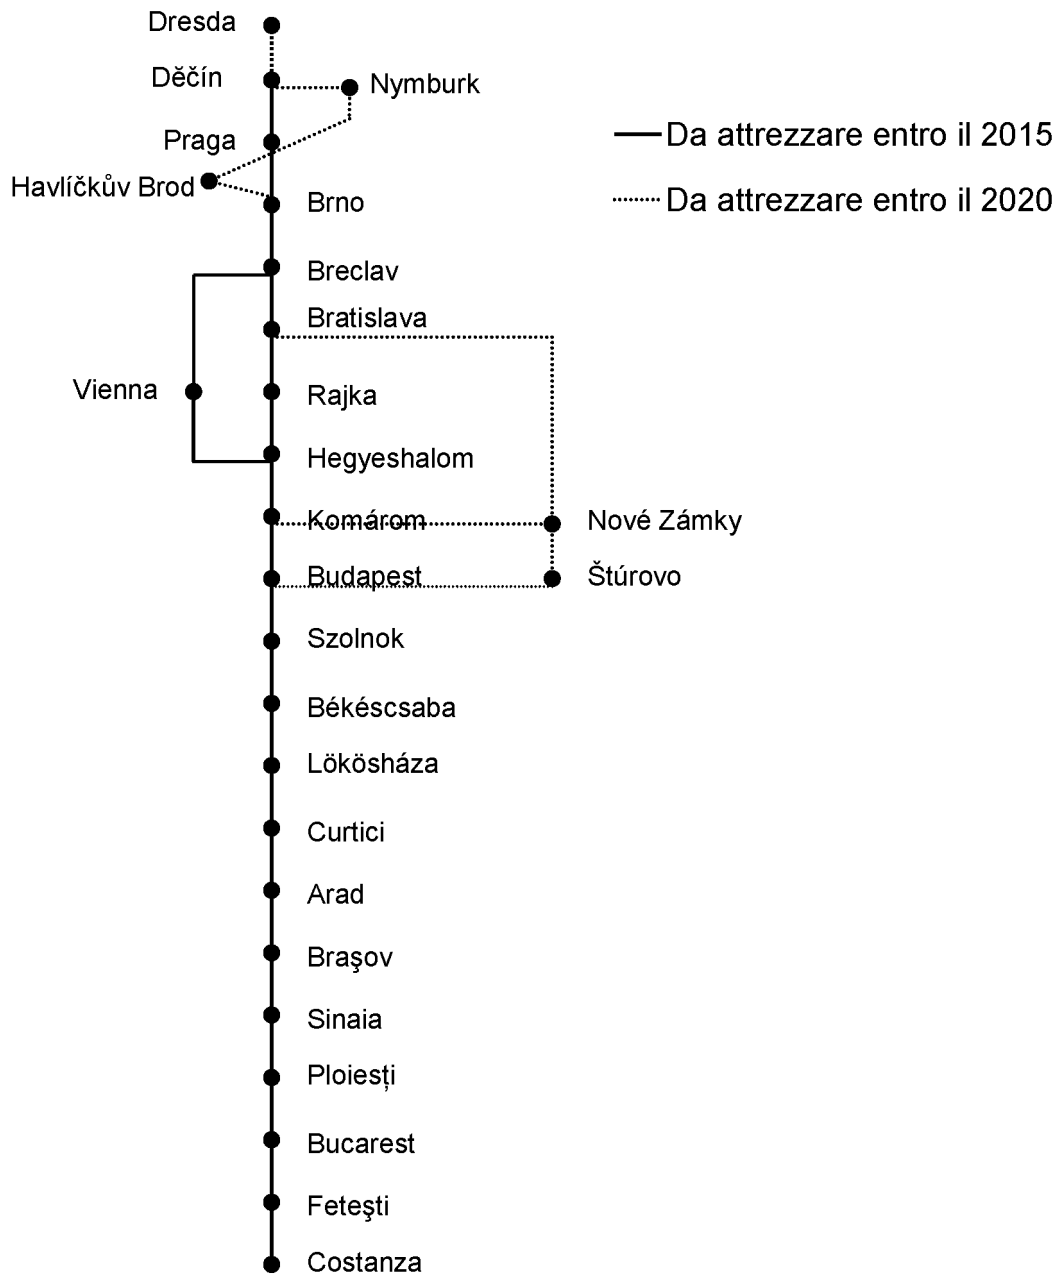 Dresda
Děčín
Nymburk
Praga
Da attrezzare entro il 2015
Havlíčkův Brod
Brno
Da attrezzare entro il 2020
Breclav
Bratislava
Vienna
Rajka
Hegyeshalom
Komárom
Nové Zámky
Budapest
Štúrovo
Szolnok
Békéscsaba
Lökösháza
Curtici
Arad
Braşov
Sinaia
Ploiești
Bucarest
Feteşti
Costanza